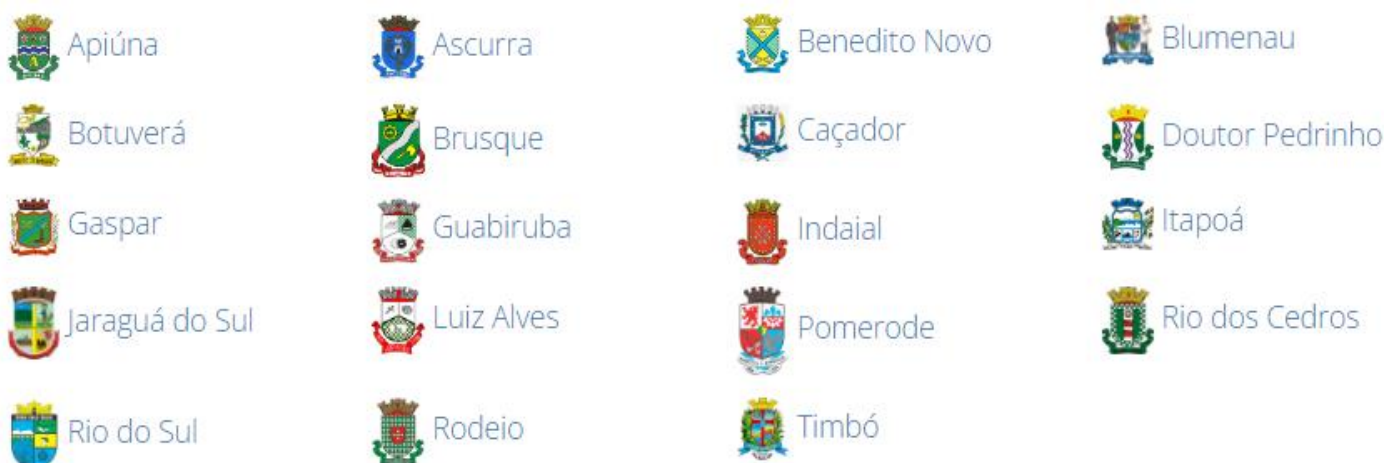 Apiúna
Ascurra
Benedito Novo
Blumenau
Botuverá
Brusque
Caçador
Doutor Pedrinho
Gaspar
Guabiruba
Indaial
Itapoá
Jaraguá do Sul
Luiz Alves
Pomerode
Rio dos Cedros
Rio do Sul
Rodeio
Timbó